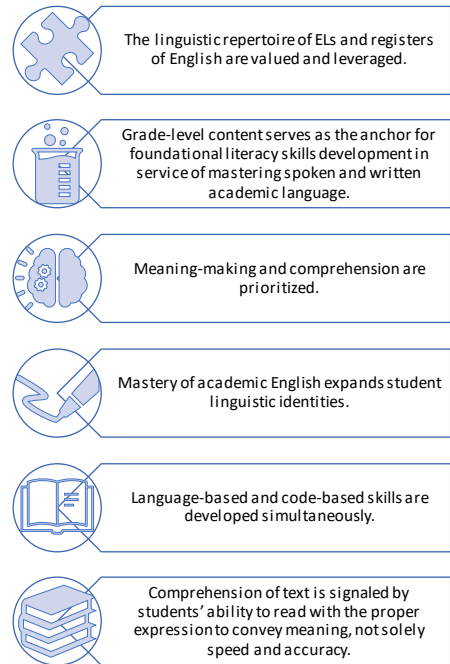 The linguistic repertoire of ELs and registers
of English are valued and leveraged.
Grade-level content serves as the anchor for
foundational literacy skills development in
service of mastering spoken and written
academic language.
Meaning-making and comprehension are
prioritized.
Mastery of academic English expands student
linguistic identities.
Language-based and code-based skills are
developed simultaneously.
Comprehension of text is signaled by
students’ ability to read with the proper
expression to convey meaning, not solely
speed and accuracy.